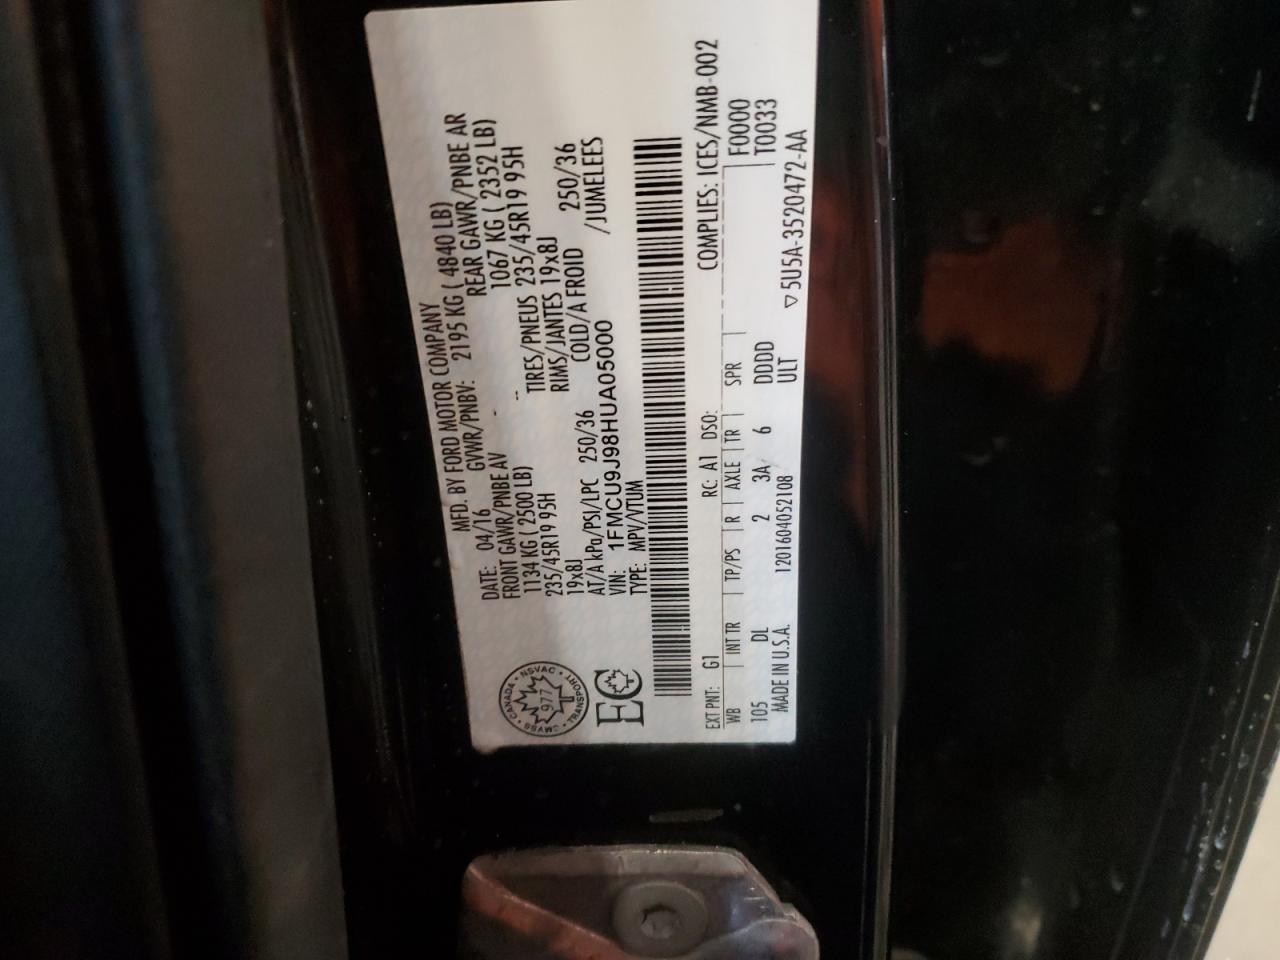 MFD. BY FORD MOTOR COMPANY
DATE: 04/16 GVWR/PNBV: 2195 KG ( 4840 LB)
FRONT GAWR/PNBE AV REAR GAWR/PNBE AR
1134 KG ( 2500 LB) 1067 KG ( 2352 LB)
235/45R19 95H TIRES/PNEUS 235/45R19 95H
19x8J RIMS/JANTES 19x8J
AT/A kPa/PSI/LPC 250/36 COLD/A FROID 250/36
VIN: 1FMCU9J98HUA05000 /JUMELEES
TYPE: MPV/VTUM
CANADA · NSVAC · TRANSPORT · CMVSS
977
EC
EXT PNT: G1 RC: A1 DSO: COMPLIES: ICES/NMB-002
WB INT TR TP/PS R AXLE TR SPR F0000
105 DL 2 3A 6 DDDD T0033
MADE IN U.S.A. 1201604052108 ULT ▽5U5A-3520472-AA